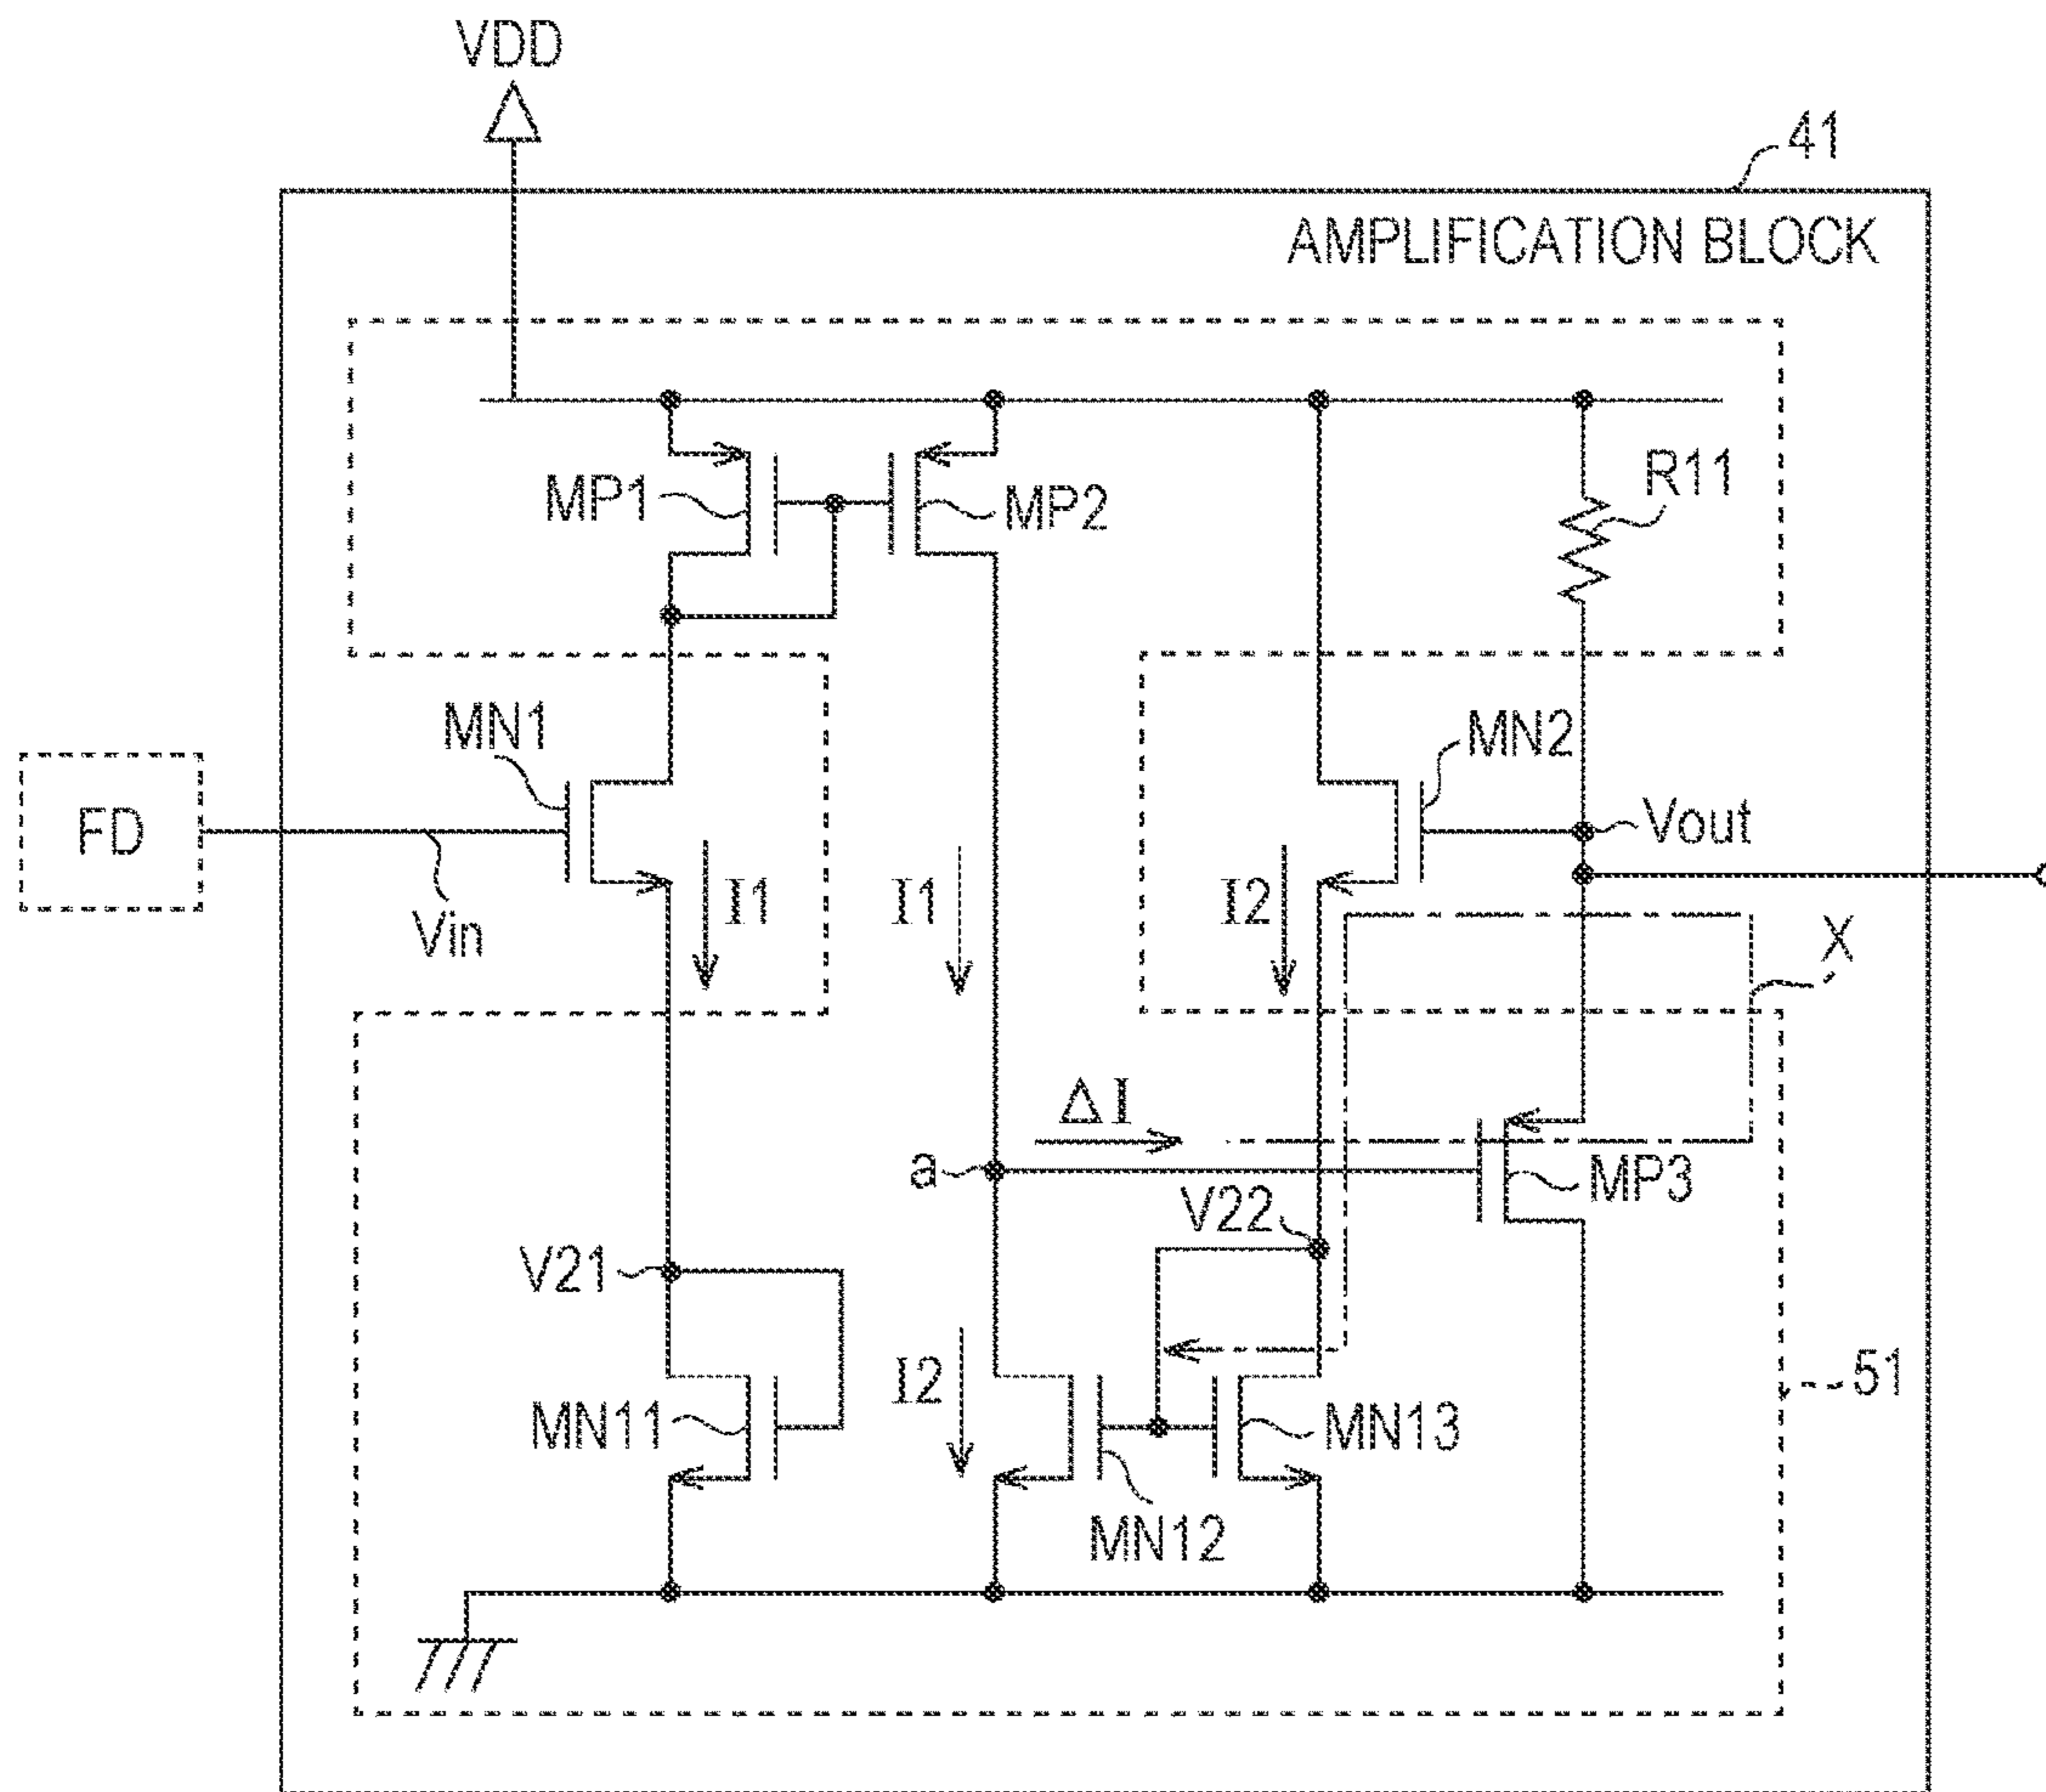 VDD
41
AMPLIFICATION BLOCK
MP1
MP2
R11
MN1
MN2
FD
Vin
I1
I1
I2
Vout
X
ΔI
a
MP3
V22
V21
I2
51
MN11
MN13
MN12